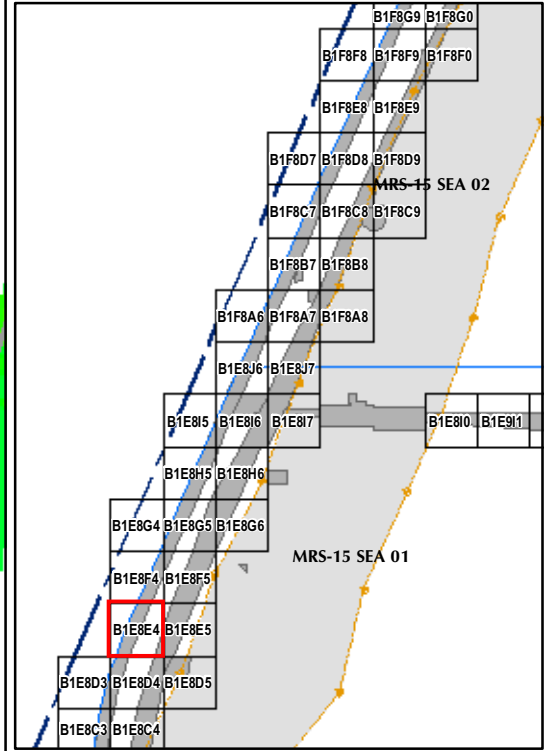 B1F8G9 B1F8G0
B1F8F8 B1F8F9 B1F8F0
B1F8E8 B1F8E9
B1F8D7 B1F8D8 B1F8D9
MRS-15 SEA 02
B1F8C7 B1F8C8 B1F8C9
B1F8B7 B1F8B8
B1F8A6 B1F8A7 B1F8A8
B1E8J6 B1E8J7
B1E8I5 B1E8I6 B1E8I7 B1E8I0 B1E9I1
B1E8H5 B1E8H6
B1E8G4 B1E8G5 B1E8G6
MRS-15 SEA 01
B1E8F4 B1E8F5
B1E8E4 B1E8E5
B1E8D3 B1E8D4 B1E8D5
B1E8C3 B1E8C4